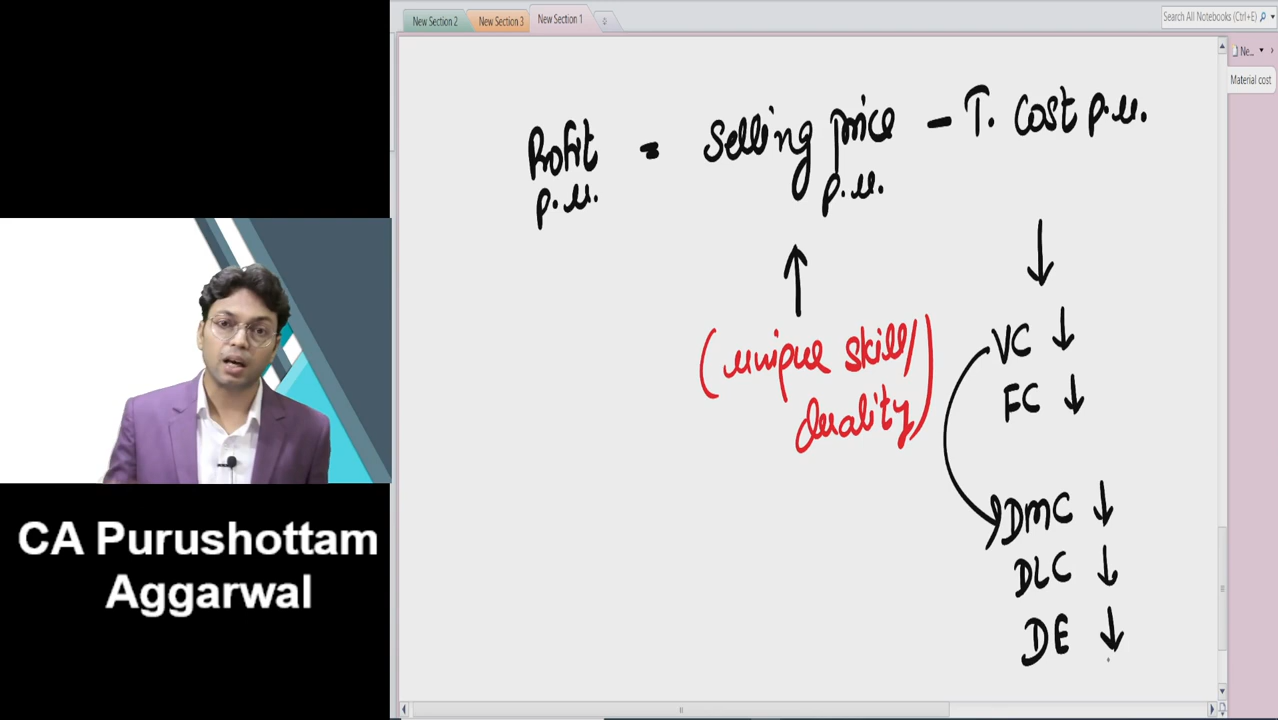 New Section 2
New Section 3
New Section 1
Search All Notebooks (Ctrl+E)
Ne...
Material cost
Profit p.u. = Selling price p.u. – T. Cost p.u.
(unique skill/
Quality)
VC ↓
FC ↓
DMC ↓
DLC ↓
DE ↓
CA Purushottam
Aggarwal